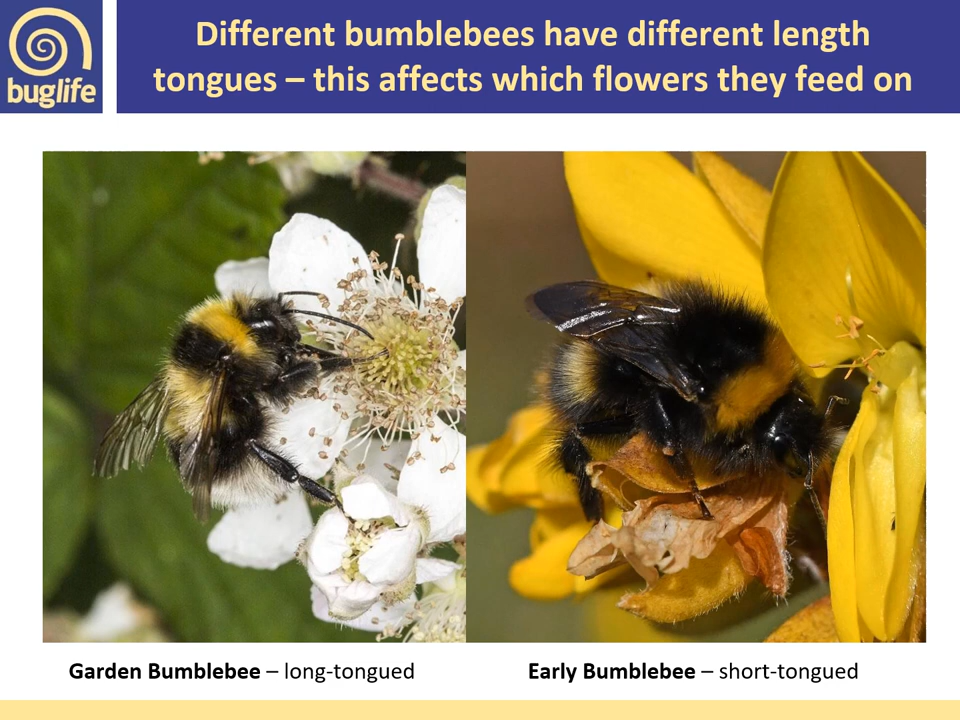 buglife
Different bumblebees have different length
tongues – this affects which flowers they feed on
Garden Bumblebee – long-tongued
Early Bumblebee – short-tongued